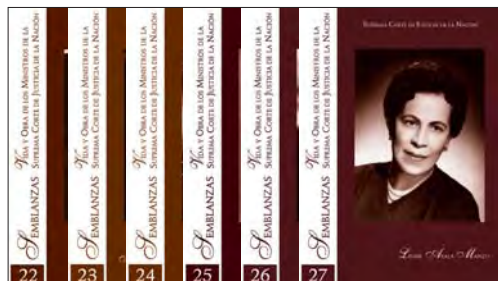 SEMBLANZAS VIDA Y OBRA DE LOS MINISTROS DE LA
SUPREMA CORTE DE JUSTICIA DE LA NACIÓN
22
SEMBLANZAS VIDA Y OBRA DE LOS MINISTROS DE LA
SUPREMA CORTE DE JUSTICIA DE LA NACIÓN
23
SEMBLANZAS VIDA Y OBRA DE LOS MINISTROS DE LA
SUPREMA CORTE DE JUSTICIA DE LA NACIÓN
24
SEMBLANZAS VIDA Y OBRA DE LOS MINISTROS DE LA
SUPREMA CORTE DE JUSTICIA DE LA NACIÓN
25
SEMBLANZAS VIDA Y OBRA DE LOS MINISTROS DE LA
SUPREMA CORTE DE JUSTICIA DE LA NACIÓN
26
SEMBLANZAS VIDA Y OBRA DE LOS MINISTROS DE LA
SUPREMA CORTE DE JUSTICIA DE LA NACIÓN
27
SUPREMA CORTE DE JUSTICIA DE LA NACIÓN
Livier Ayala Manzo